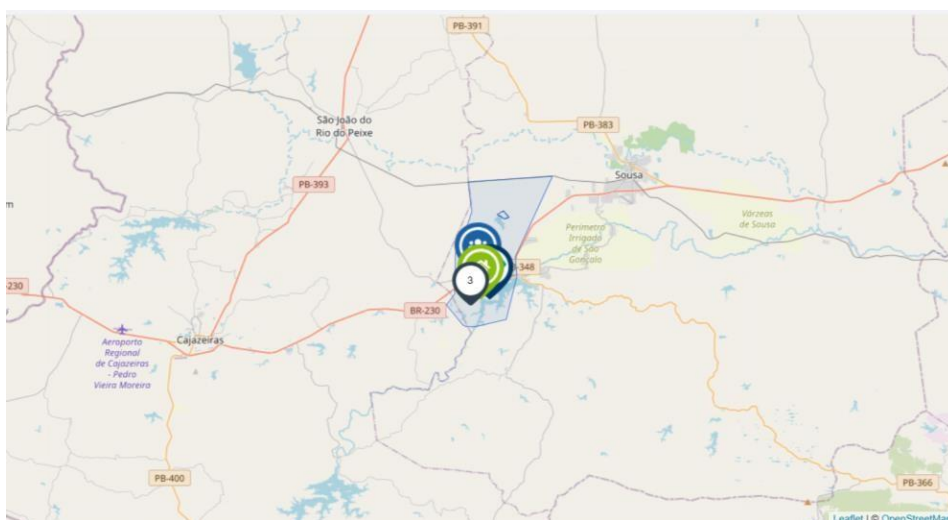 PB-391
São João do
Rio do Peixe
PB-383
Sousa
PB-393
m
Várzeas
de Sousa
Perímetro
Irrigado
de São
Gonçalo
-348
3
-230
BR-230
Cajazeiras
Aeroporto
Regional
de Cajazeiras
- Pedro
Vieira Moreira
PB-400
PB-366
Leaflet | © OpenStreetMap